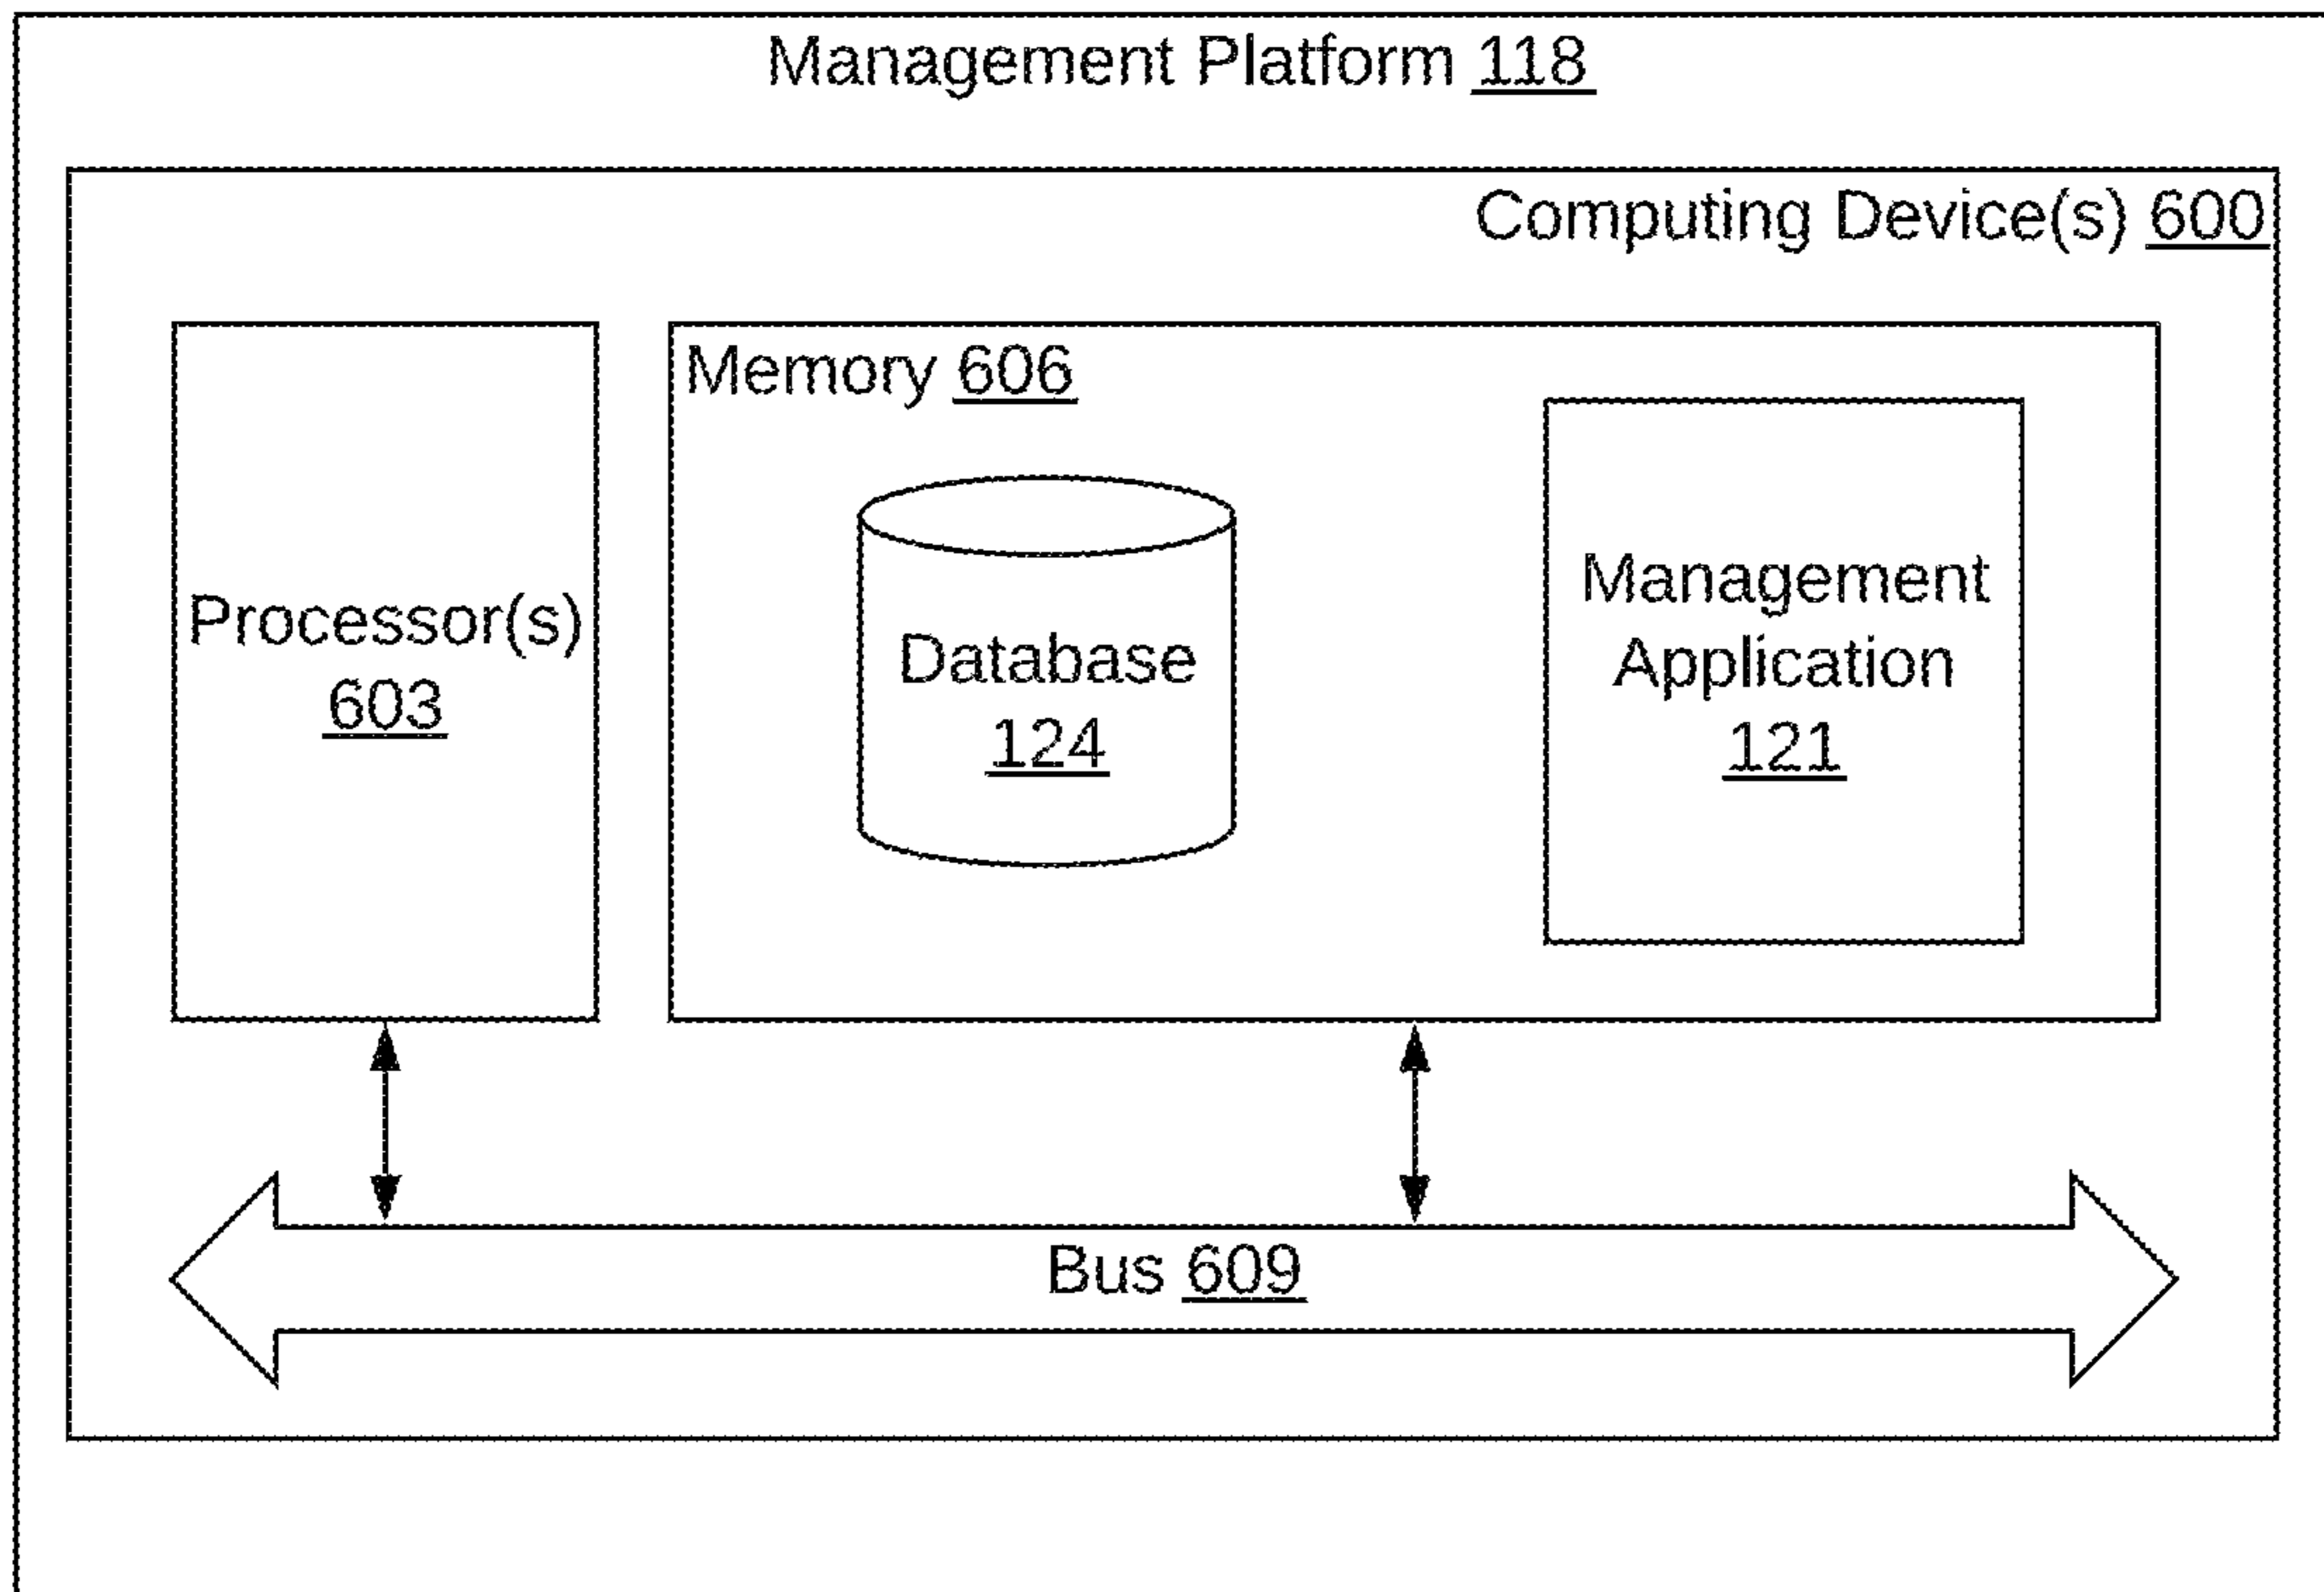 Management Platform 118
Computing Device(s) 600
Memory 606
Processor(s)
603
Database
124
Management
Application
121
Bus 609